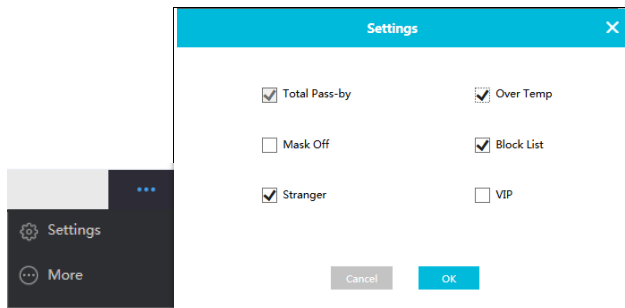 Settings
Total Pass-by
Over Temp
Mask Off
Block List
Stranger
VIP
Cancel
OK
Settings
More